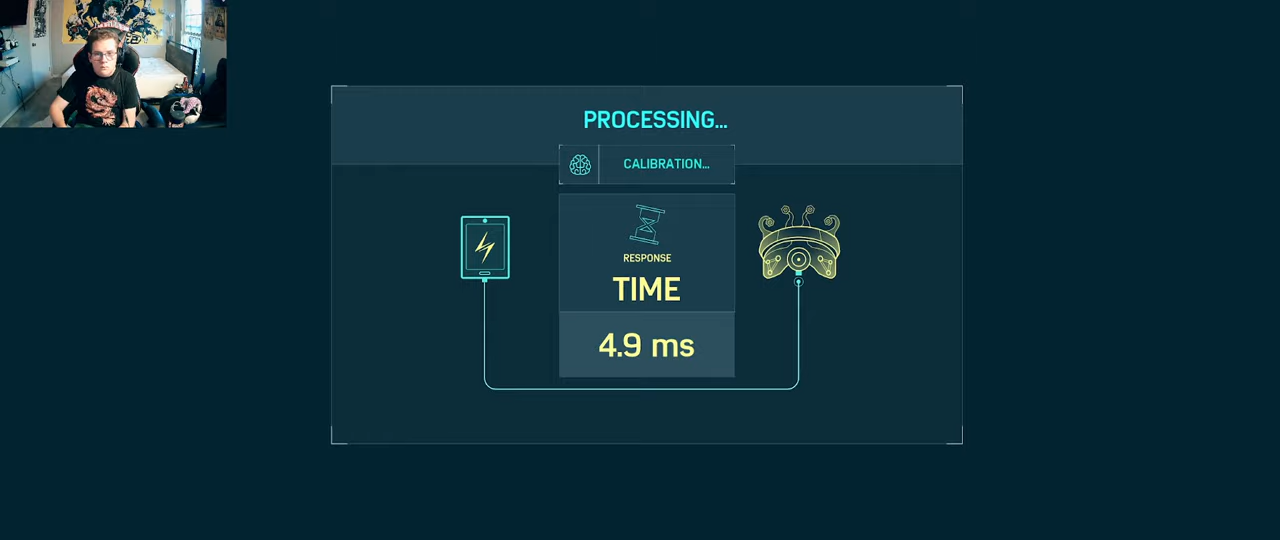 PROCESSING...
CALIBRATION...
RESPONSE
TIME
4.9 ms